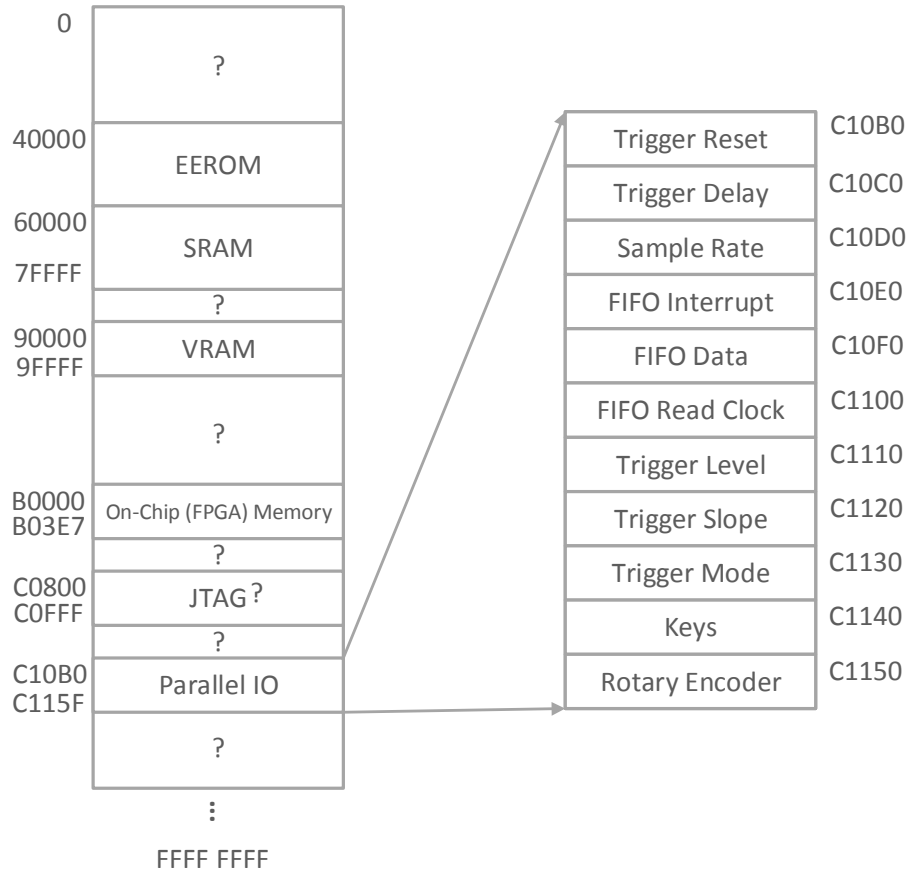 0
?
40000
EEROM
60000
SRAM
7FFFF
?
90000
VRAM
9FFFF
?
B0000
On-Chip (FPGA) Memory
B03E7
?
C0800
JTAG ?
C0FFF
?
C10B0
Parallel IO
C115F
?
⋮
FFFF FFFF
Trigger Reset C10B0
Trigger Delay C10C0
Sample Rate C10D0
FIFO Interrupt C10E0
FIFO Data C10F0
FIFO Read Clock C1100
Trigger Level C1110
Trigger Slope C1120
Trigger Mode C1130
Keys C1140
Rotary Encoder C1150